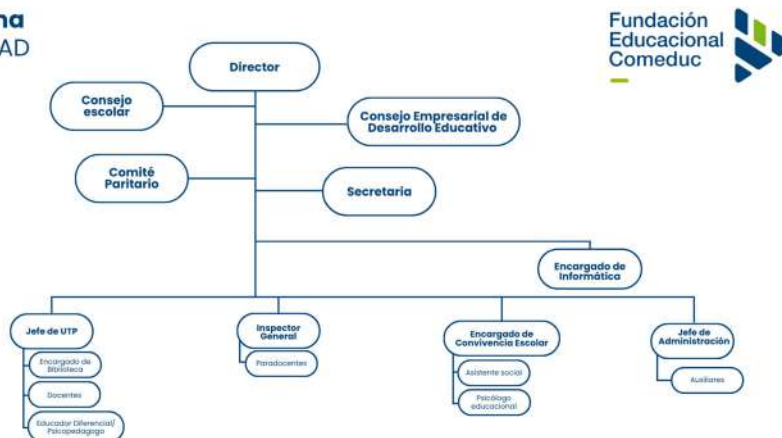 na
AD
Fundación
Educacional
Comeduc
Director
Consejo
escolar
Consejo Empresarial de
Desarrollo Educativo
Comité
Paritario
Secretaria
Encargado de
Informática
Jefe de UTP
Inspector
General
Encargado de
Convivencia Escolar
Jefe de
Administración
Encargado de
Biblioteca
Paradocentes
Asistente social
Auxiliares
Docentes
Psicólogo
educacional
Educador Diferencial/
Psicopedagogo